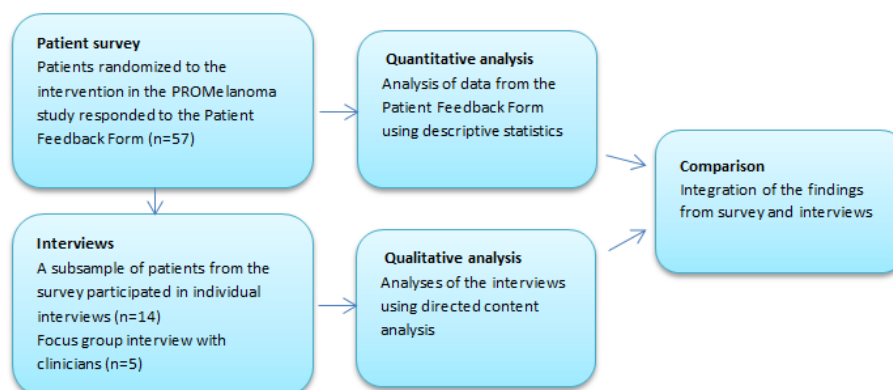 Patient survey
Patients randomized to the
intervention in the PROMelanoma
study responded to the Patient
Feedback Form (n=57)
Quantitative analysis
Analysis of data from the
Patient Feedback Form
using descriptive statistics
Interviews
A subsample of patients from the
survey participated in individual
interviews (n=14)
Focus group interview with
clinicians (n=5)
Qualitative analysis
Analyses of the interviews
using directed content
analysis
Comparison
Integration of the findings
from survey and interviews